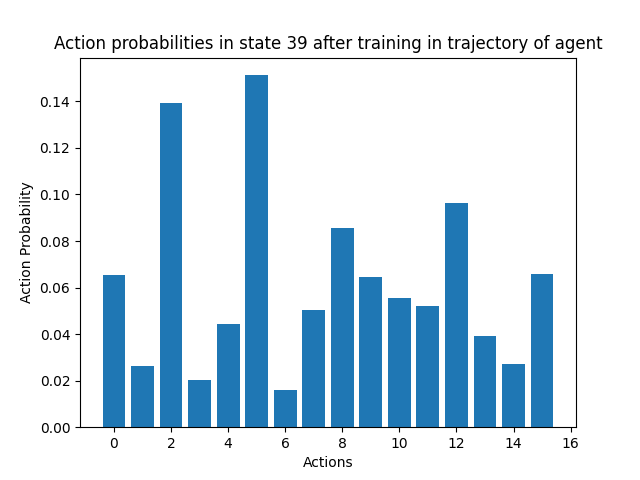 Action probabilities in state 39 after training in trajectory of agent
0.14
0.12
0.10
0.08
0.06
0.04
0.02
0.00
Action Probability
0 2 4 6 8 10 12 14 16
Actions